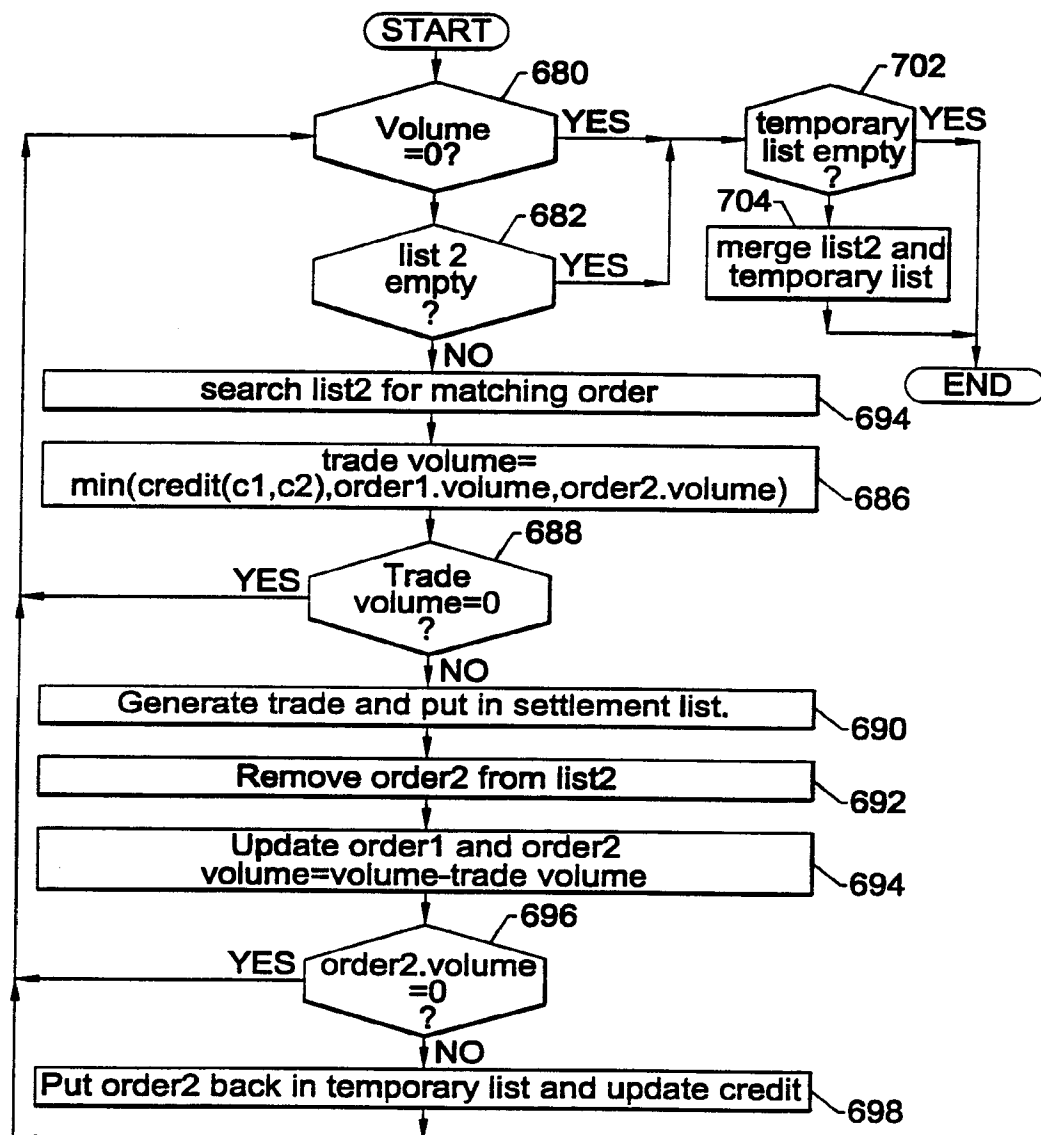 START
680
Volume
=0?
YES
702
temporary
list empty
?
YES
682
list 2
empty
?
YES
704
merge list2 and
temporary list
NO
END
search list2 for matching order
694
trade volume=
min(credit(c1,c2),order1.volume,order2.volume)
686
688
Trade
volume=0
?
YES
NO
Generate trade and put in settlement list.
690
Remove order2 from list2
692
Update order1 and order2
volume=volume-trade volume
694
696
order2.volume
=0
?
YES
NO
Put order2 back in temporary list and update credit
698